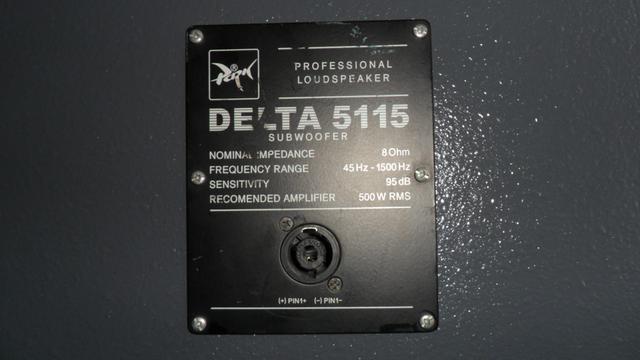 PROFESSIONAL
LOUDSPEAKER
DELTA 5115
SUBWOOFER
NOMINAL IMPEDANCE 8 Ohm
FREQUENCY RANGE 45 Hz - 1500 Hz
SENSITIVITY 95 dB
RECOMENDED AMPLIFIER 500 W RMS
(+) PIN1+ (-) PIN1-